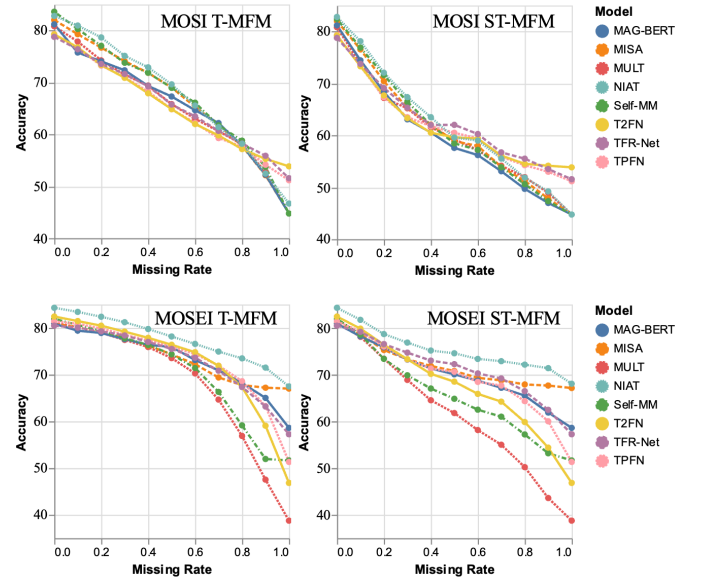 MOSI T-MFM
Accuracy
80
70
60
50
40
0.0 0.2 0.4 0.6 0.8 1.0
Missing Rate
MOSI ST-MFM
Accuracy
80
70
60
50
40
0.0 0.2 0.4 0.6 0.8 1.0
Missing Rate
Model
MAG-BERT
MISA
MULT
NIAT
Self-MM
T2FN
TFR-Net
TPFN
MOSEI T-MFM
Accuracy
80
70
60
50
40
0.0 0.2 0.4 0.6 0.8 1.0
Missing Rate
MOSEI ST-MFM
Accuracy
80
70
60
50
40
0.0 0.2 0.4 0.6 0.8 1.0
Missing Rate
Model
MAG-BERT
MISA
MULT
NIAT
Self-MM
T2FN
TFR-Net
TPFN